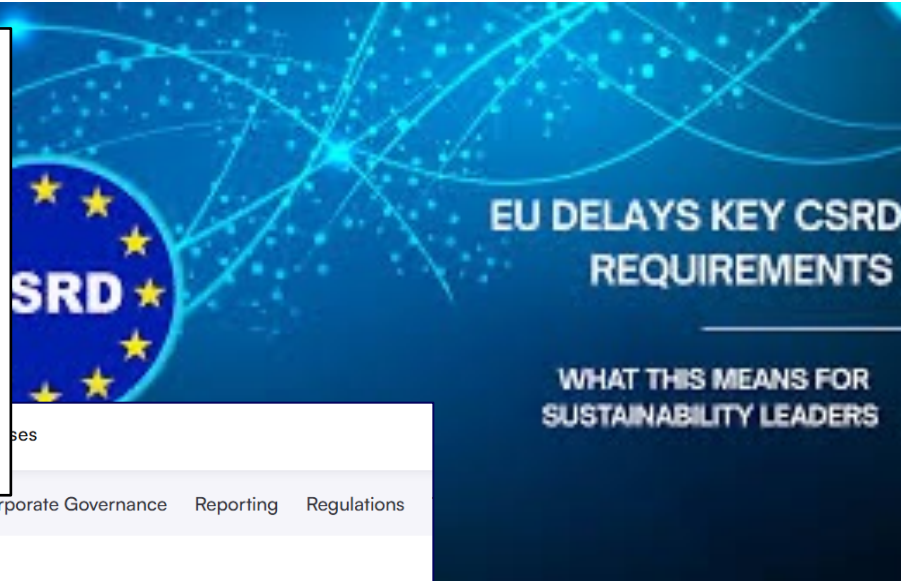 EU DELAYS KEY CSRD
REQUIREMENTS
WHAT THIS MEANS FOR
SUSTAINABILITY LEADERS
SRD
ses
rporate Governance Reporting Regulations